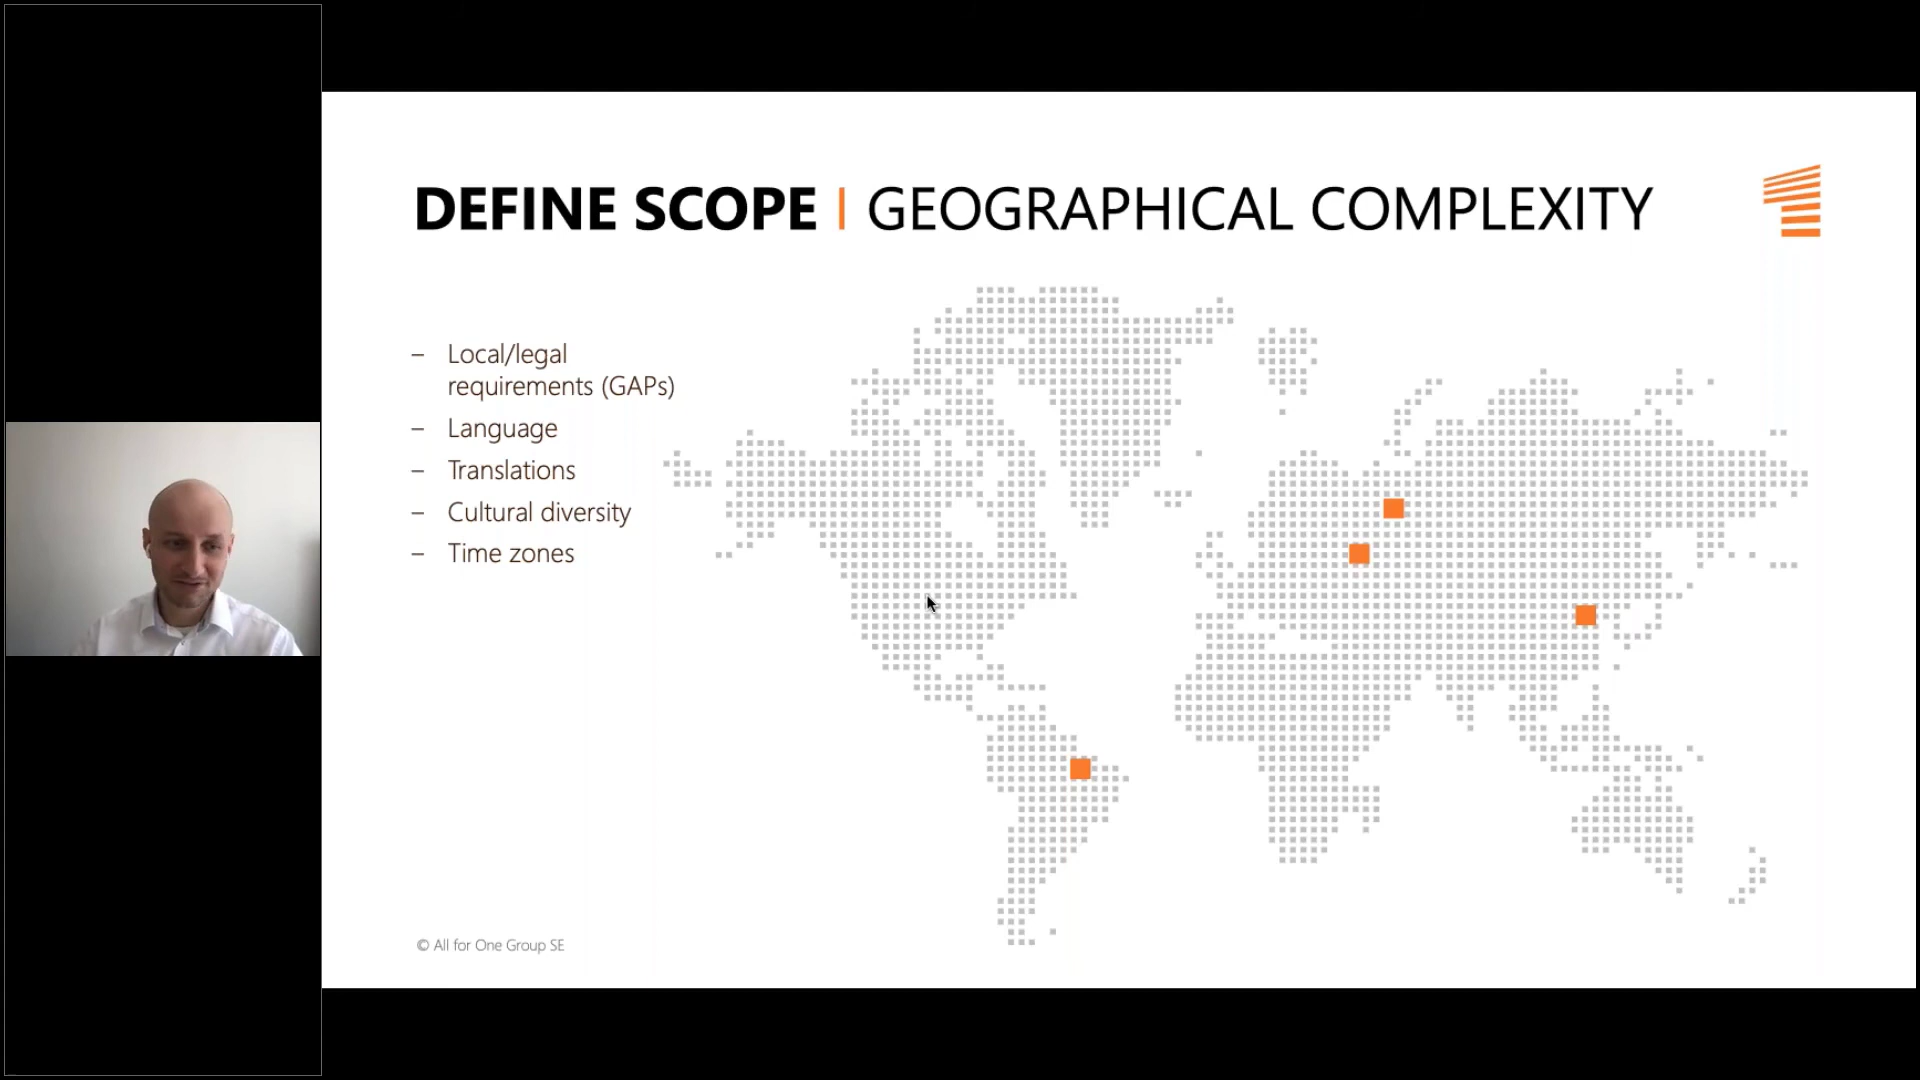 DEFINE SCOPE | GEOGRAPHICAL COMPLEXITY
– Local/legal
requirements (GAPs)
– Language
– Translations
– Cultural diversity
– Time zones
© All for One Group SE